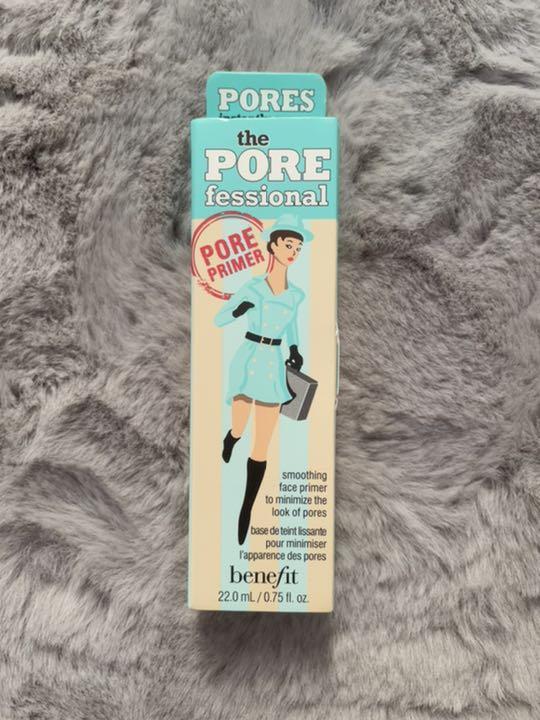 PORES
the
PORE
fessional
PORE
PRIMER
smoothing
face primer
to minimize the
look of pores
base de teint lissante
pour minimiser
l'apparence des pores
benefit
22.0 mL / 0.75 fl. oz.